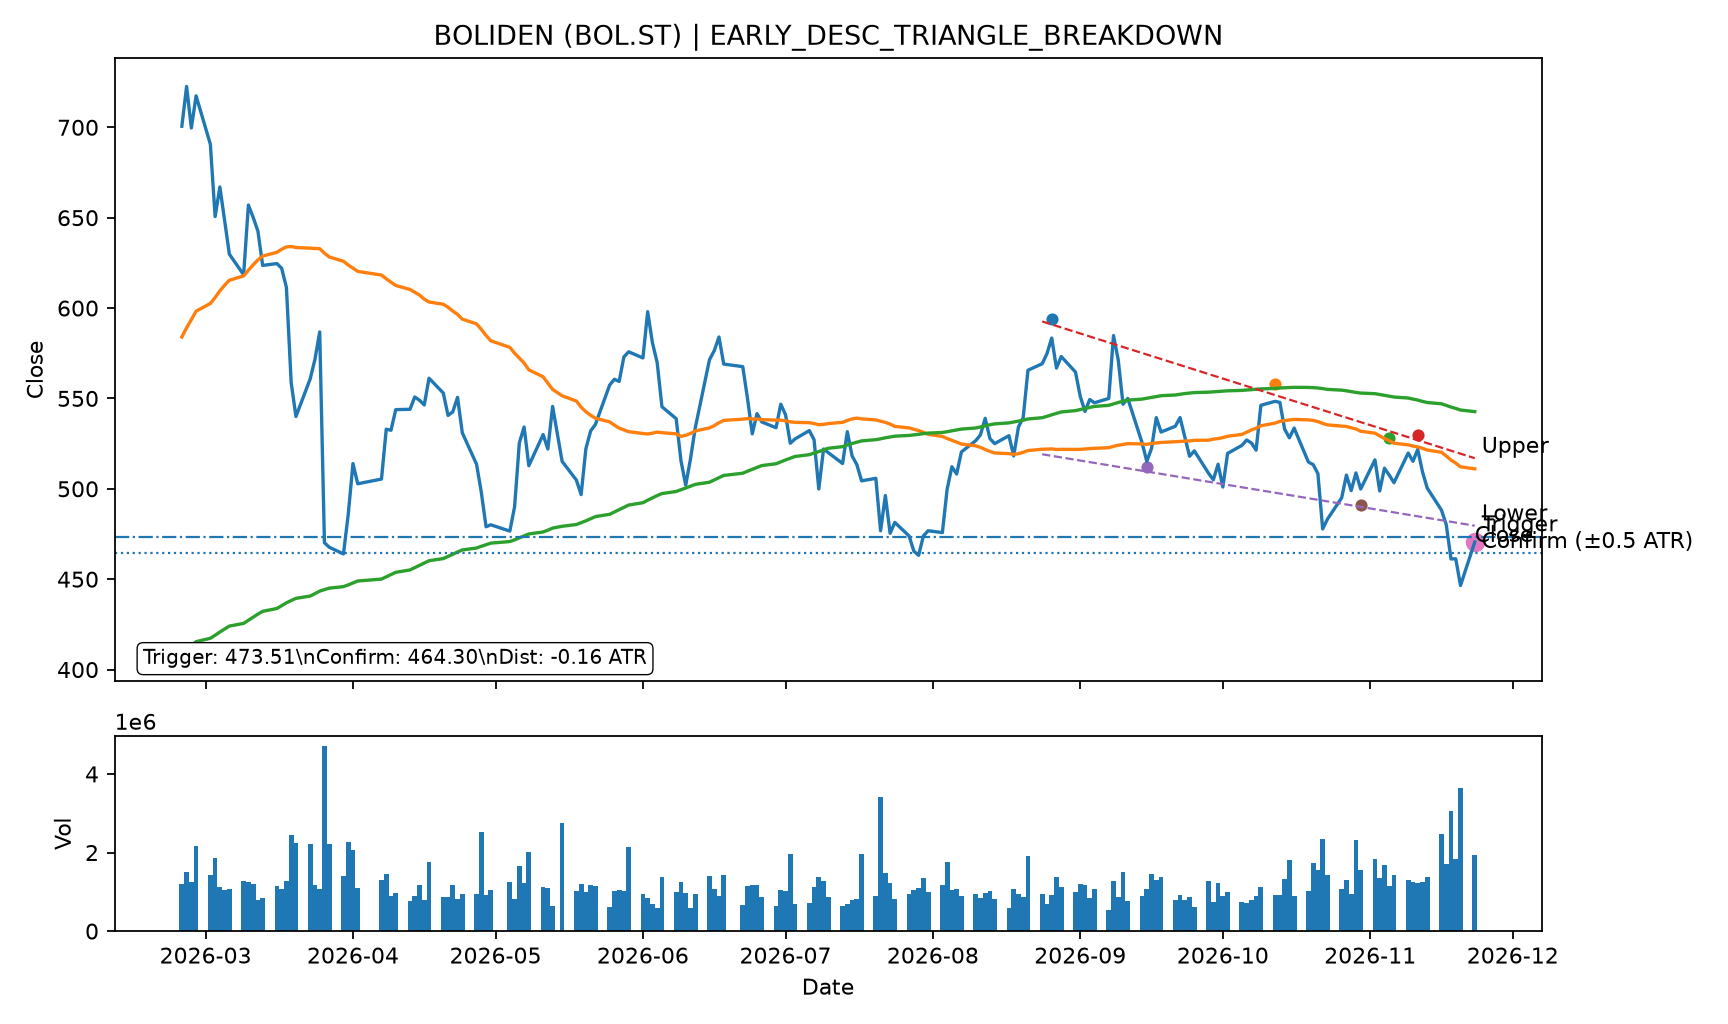 BOLIDEN (BOL.ST) | EARLY_DESC_TRIANGLE_BREAKDOWN
Close
700
650
600
550
500
450
400
Upper
Lower
Trigger
Close
Confirm (±0.5 ATR)
Trigger: 473.51\nConfirm: 464.30\nDist: -0.16 ATR
1e6
Vol
4
2
0
2026-03 2026-04 2026-05 2026-06 2026-07 2026-08 2026-09 2026-10 2026-11 2026-12
Date